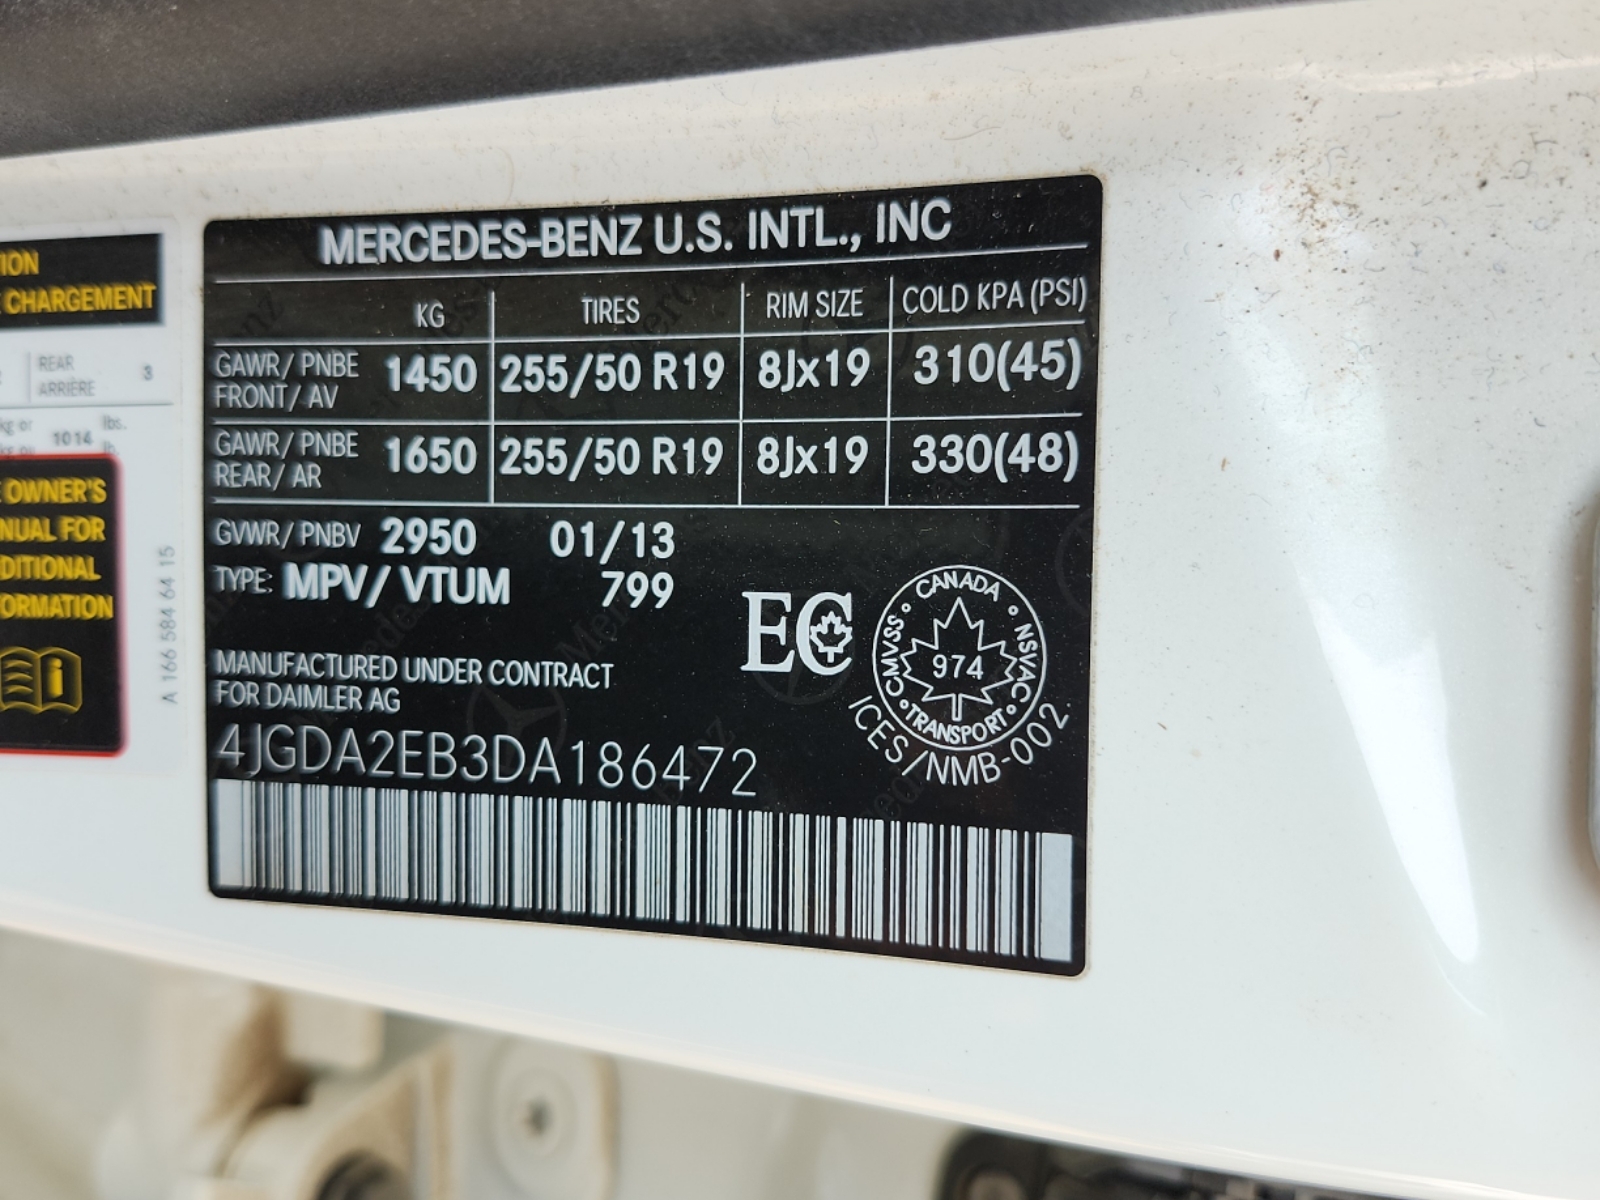 MERCEDES-BENZ U.S. INTL., INC
KG TIRES RIM SIZE COLD KPA (PSI)
GAWR/ PNBE FRONT/ AV 1450 255/50 R19 8Jx19 310(45)
GAWR/ PNBE REAR/ AR 1650 255/50 R19 8Jx19 330(48)
GVWR/ PNBV 2950 01/13
TYPE: MPV/ VTUM 799
MANUFACTURED UNDER CONTRACT
FOR DAIMLER AG
4JGDA2EB3DA186472
EC
CANADA
CMVSS NSVAC
974
TRANSPORT
ICES/NMB-002
ION
CHARGEMENT
REAR
ARRIÈRE 3
kg or 1014 lbs.
lb.
OWNER'S
NUAL FOR
DITIONAL
ORMATION
A 166 584 64 15